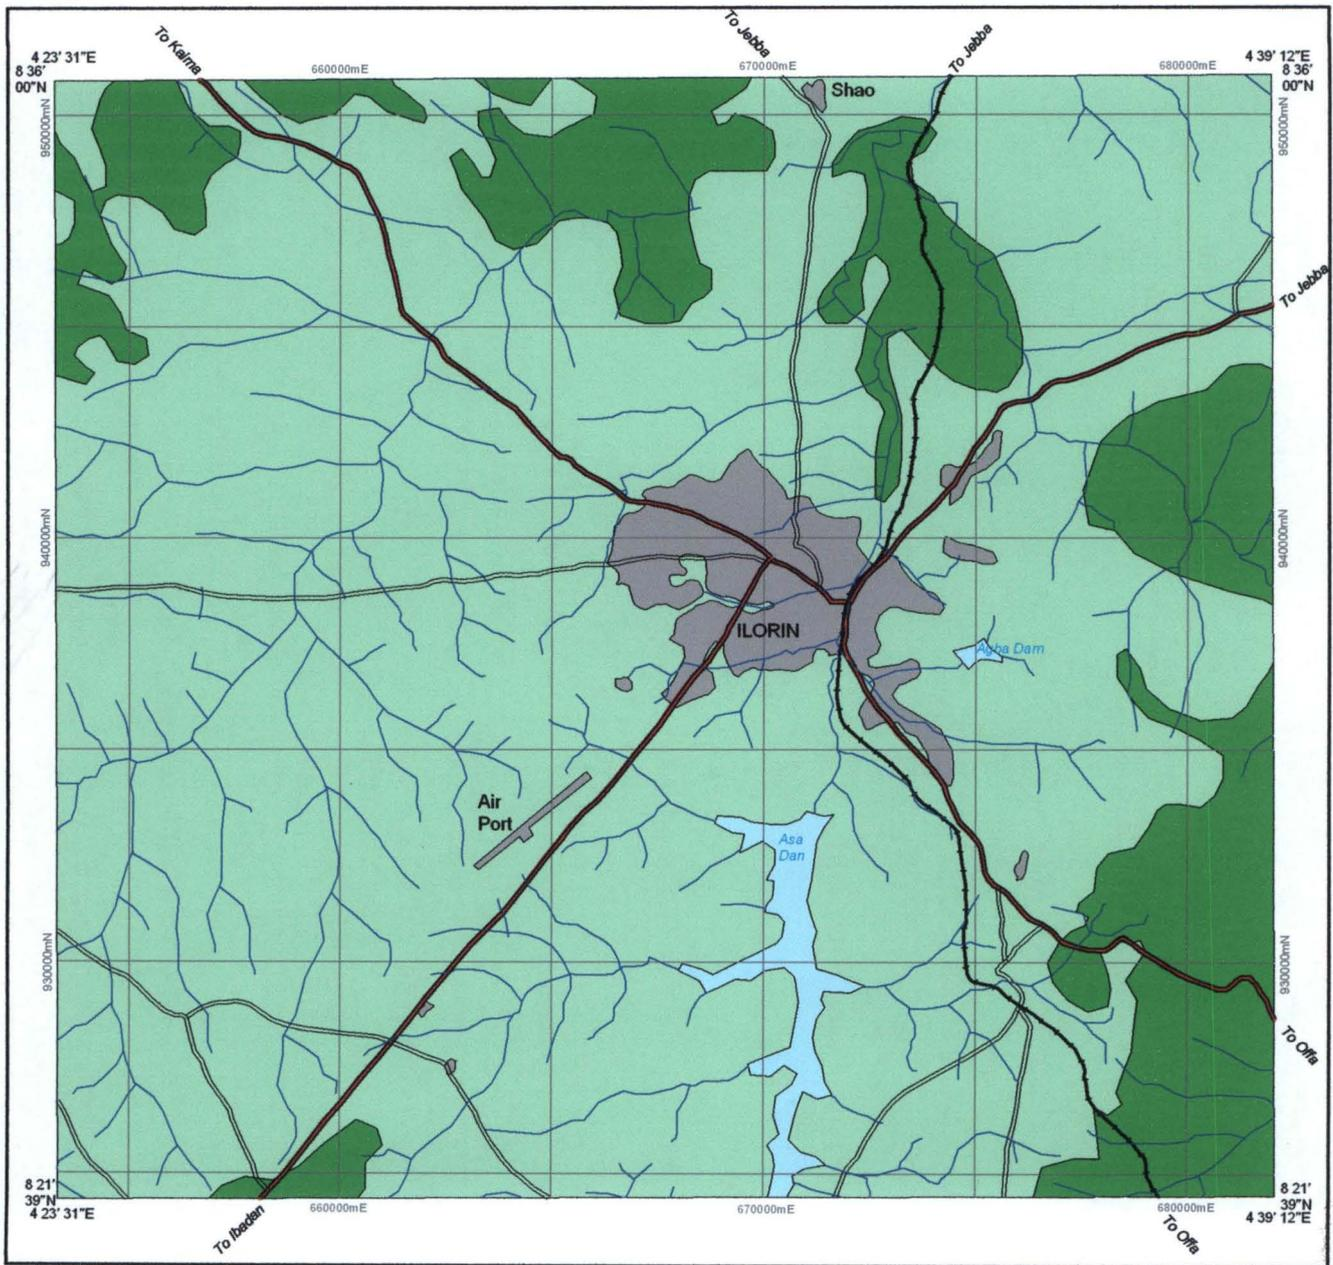 To Kaima
To Jebba
To Jebba
4 23' 31"E
8 36'
00"N
660000mE
670000mE
680000mE
4 39' 12"E
8 36'
00"N
950000mN
950000mN
Shao
To Jebba
940000mN
940000mN
ILORIN
Agba Dam
Air
Port
Asa
Dan
930000mN
930000mN
To Offa
8 21'
39"N
4 23' 31"E
660000mE
670000mE
680000mE
8 21'
39"N
4 39' 12"E
To Ibadan
To Offa